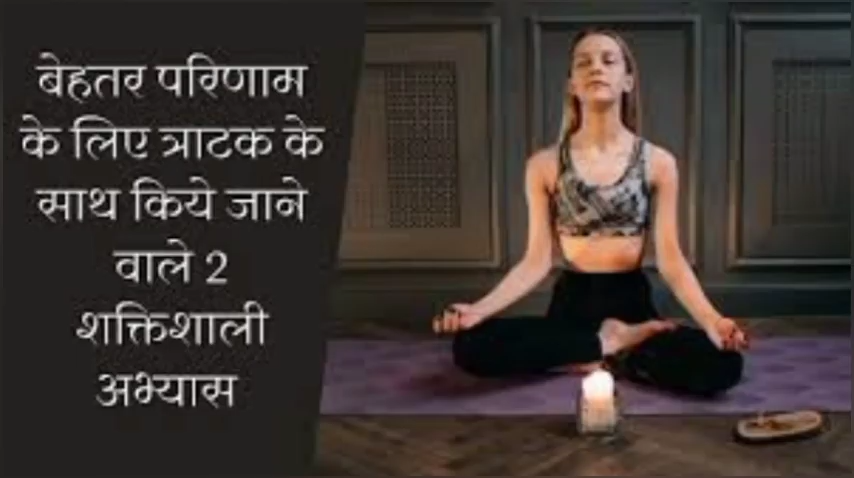 बेहतर परिणाम
के लिए त्राटक के
साथ किये जाने
वाले 2
शक्तिशाली
अभ्यास